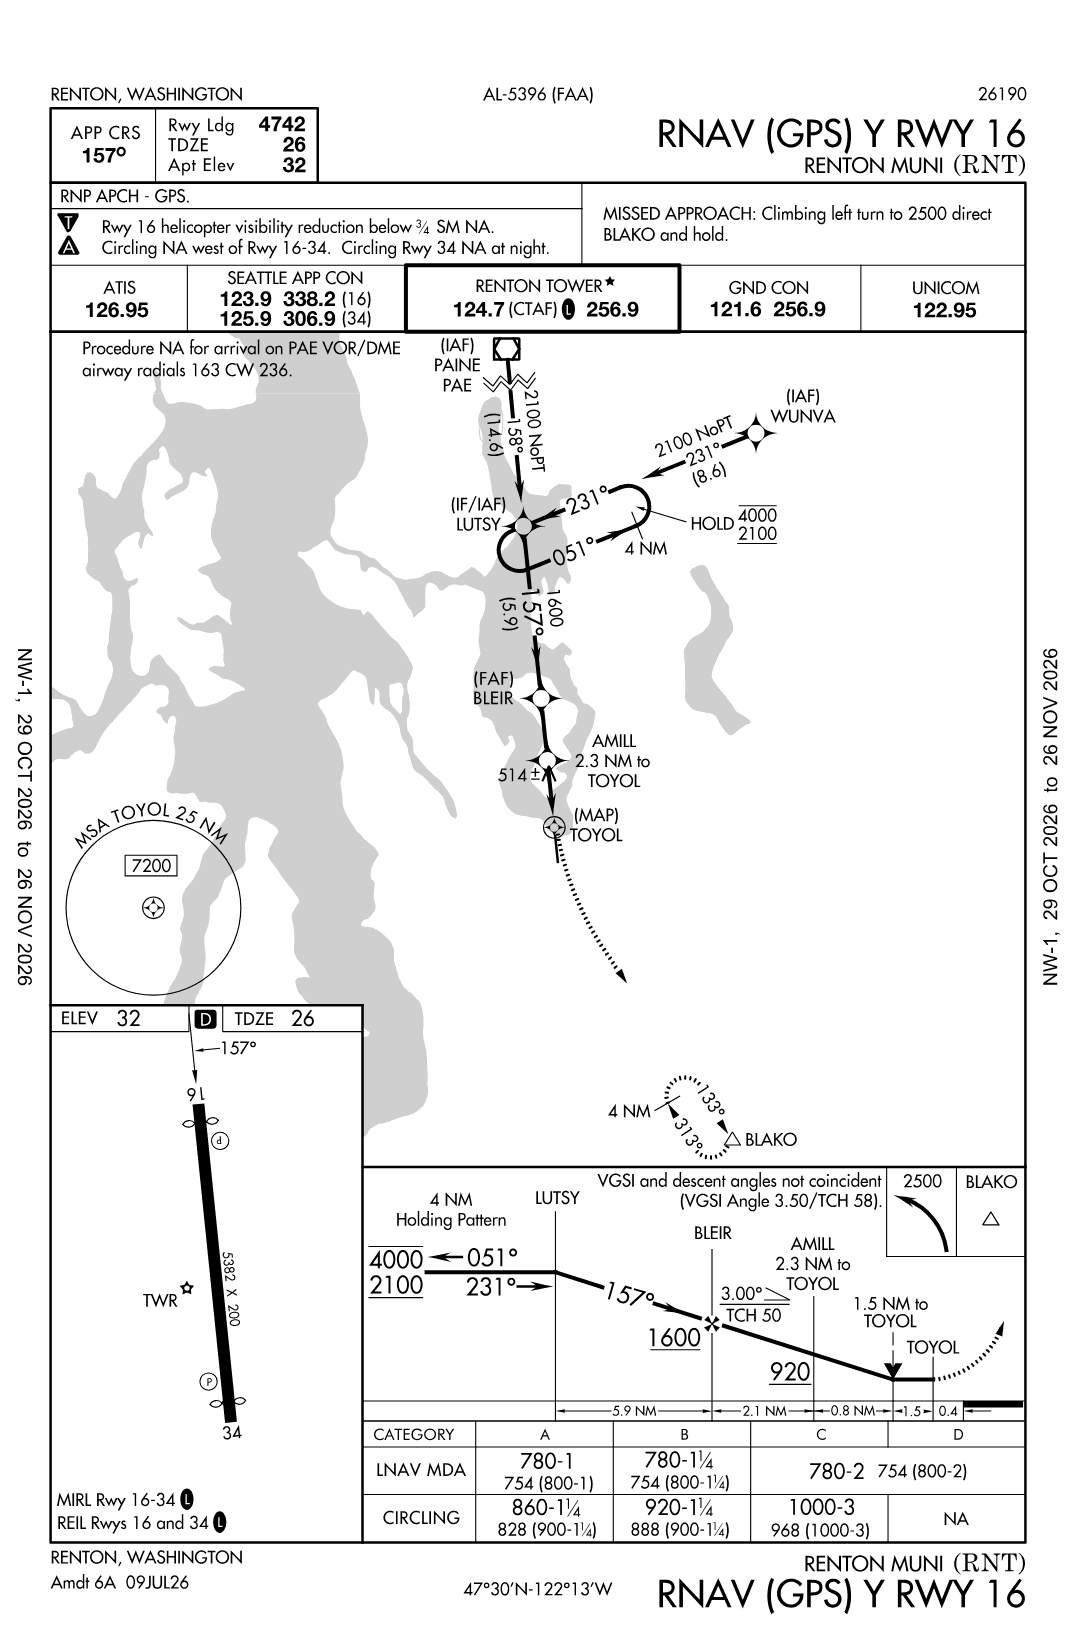 RENTON, WASHINGTON
AL-5396 (FAA)
26190
APP CRS
157°
Rwy Ldg 4742
TDZE 26
Apt Elev 32
RNAV (GPS) Y RWY 16
RENTON MUNI (RNT)
RNP APCH - GPS.
T
Rwy 16 helicopter visibility reduction below ¾ SM NA.
A
Circling NA west of Rwy 16-34. Circling Rwy 34 NA at night.
MISSED APPROACH: Climbing left turn to 2500 direct
BLAKO and hold.
ATIS
126.95
SEATTLE APP CON
123.9 338.2 (16)
125.9 306.9 (34)
RENTON TOWER★
124.7 (CTAF) L 256.9
GND CON
121.6 256.9
UNICOM
122.95
Procedure NA for arrival on PAE VOR/DME
airway radials 163 CW 236.
(IAF)
PAINE
PAE
2100 NoPT
158°
(14.6)
(IAF)
WUNVA
2100 NoPT
231°
(8.6)
(IF/IAF)
LUTSY
231°
051°
4 NM
HOLD 4000
2100
1600
157°
(5.9)
(FAF)
BLEIR
AMILL
2.3 NM to
TOYOL
514±
(MAP)
TOYOL
MSA TOYOL 25 NM
7200
4 NM
133°
313°
BLAKO
NW-1, 29 OCT 2026 to 26 NOV 2026
NW-1, 29 OCT 2026 to 26 NOV 2026
ELEV 32
D
TDZE 26
157°
16
P
5382 X 200
TWR
P
34
MIRL Rwy 16-34 L
REIL Rwys 16 and 34 L
VGSI and descent angles not coincident
(VGSI Angle 3.50/TCH 58).
2500
BLAKO
4 NM
Holding Pattern
LUTSY
4000
2100
051°
231°
157°
BLEIR
1600
3.00°
TCH 50
AMILL
2.3 NM to
TOYOL
920
1.5 NM to
TOYOL
TOYOL
5.9 NM
2.1 NM
0.8 NM
1.5
0.4
CATEGORY A B C D
LNAV MDA
780-1
754 (800-1)
780-1¼
754 (800-1¼)
780-2 754 (800-2)
CIRCLING
860-1¼
828 (900-1¼)
920-1¼
888 (900-1¼)
1000-3
968 (1000-3)
NA
RENTON, WASHINGTON
Amdt 6A 09JUL26
47°30'N-122°13'W
RENTON MUNI (RNT)
RNAV (GPS) Y RWY 16